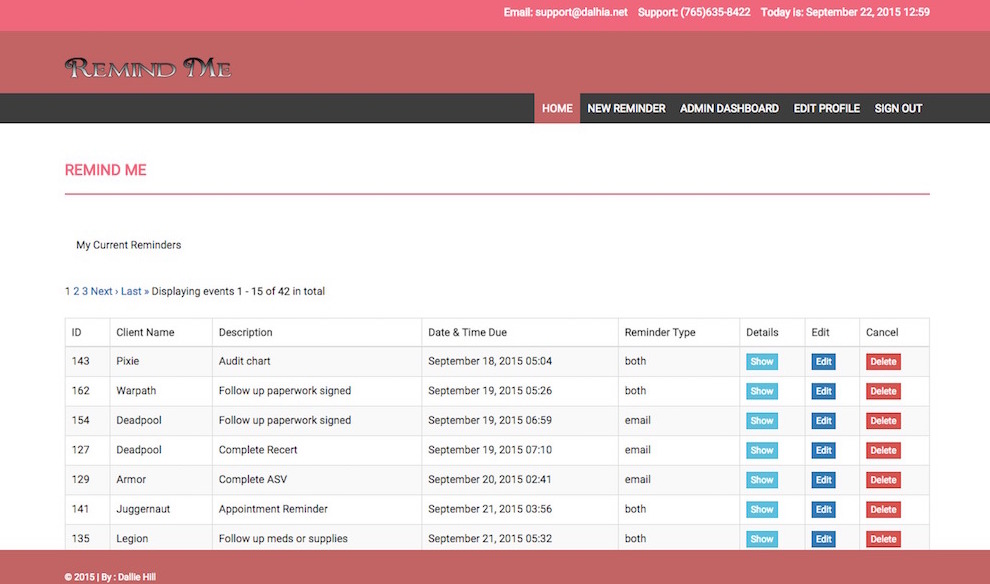 Email: support@dalhia.net Support: (765)635-8422 Today is: September 22, 2015 12:59
Remind Me
HOME NEW REMINDER ADMIN DASHBOARD EDIT PROFILE SIGN OUT
REMIND ME
My Current Reminders
1 2 3 Next › Last » Displaying events 1 - 15 of 42 in total
ID Client Name Description Date & Time Due Reminder Type Details Edit Cancel
143 Pixie Audit chart September 18, 2015 05:04 both Show Edit Delete
162 Warpath Follow up paperwork signed September 19, 2015 05:26 both Show Edit Delete
154 Deadpool Follow up paperwork signed September 19, 2015 06:59 email Show Edit Delete
127 Deadpool Complete Recert September 19, 2015 07:10 email Show Edit Delete
129 Armor Complete ASV September 20, 2015 02:41 email Show Edit Delete
141 Juggernaut Appointment Reminder September 21, 2015 03:56 both Show Edit Delete
135 Legion Follow up meds or supplies September 21, 2015 05:32 both Show Edit Delete
© 2015 | By : Dallie Hill